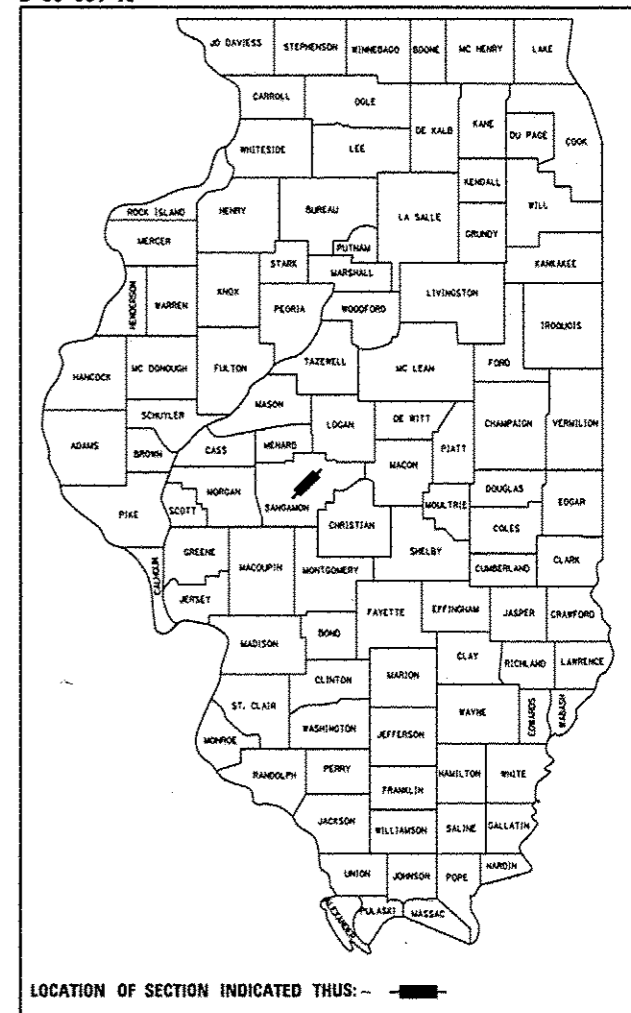 JO DAVIESS STEPHENSON WINNEBAGO BOONE MC HENRY LAKE
CARROLL OGLE KANE
DE KALB DU PAGE COOK
WHITESIDE LEE
KENDALL
ROCK ISLAND HENRY BUREAU LA SALLE WILL
MERCER PUTNAM GRUNDY
STARK MARSHALL KANKAKEE
HENDERSON WARREN KNOX PEORIA WOODFORD LIVINGSTON
IROQUOIS
HANCOCK MC DONOUGH FULTON TAZEWELL MC LEAN FORD
MASON
SCHUYLER LOGAN DE WITT CHAMPAIGN VERMILION
ADAMS BROWN CASS MENARD MACON PIATT
PIKE SCOTT MORGAN SANGAMON MOULTRIE DOUGLAS EDGAR
CHRISTIAN COLES
GREENE MACOUPIN MONTGOMERY SHELBY CUMBERLAND CLARK
CALHOUN JERSEY
FAYETTE EFFINGHAM JASPER CRAWFORD
MADISON BOND
CLAY RICHLAND LAWRENCE
CLINTON MARION
ST. CLAIR WAYNE EDWARDS WABASH
WASHINGTON JEFFERSON
MONROE
RANDOLPH PERRY HAMILTON WHITE
FRANKLIN
JACKSON WILLIAMSON SALINE GALLATIN
UNION JOHNSON POPE HARDIN
ALEXANDER PULASKI MASSAC
LOCATION OF SECTION INDICATED THUS: ~